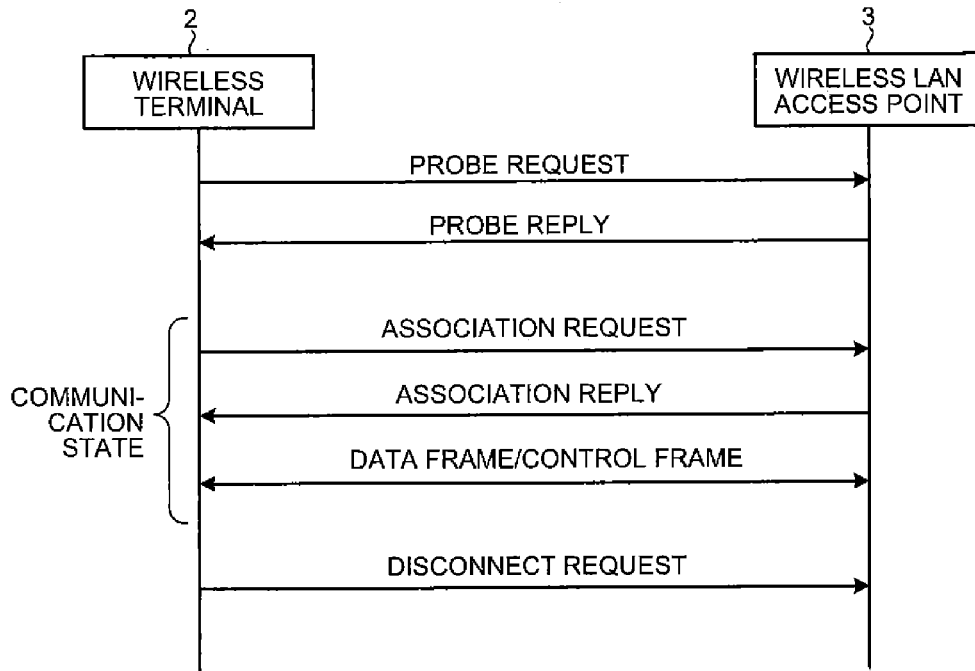 2
3
WIRELESS
TERMINAL
WIRELESS LAN
ACCESS POINT
PROBE REQUEST
PROBE REPLY
ASSOCIATION REQUEST
ASSOCIATION REPLY
COMMUNI-
CATION
STATE
DATA FRAME/CONTROL FRAME
DISCONNECT REQUEST